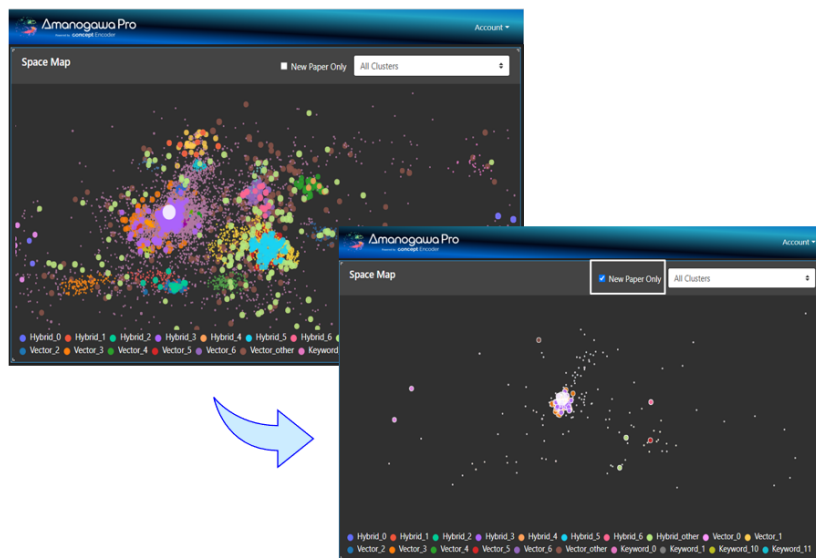 Amanogawa Pro
Powered by concept Encoder
Account
Space Map
New Paper Only
All Clusters
Hybrid_0 Hybrid_1 Hybrid_2 Hybrid_3 Hybrid_4 Hybrid_5 Hybrid_6
Vector_2 Vector_3 Vector_4 Vector_5 Vector_6 Vector_other Keyword
Amanogawa Pro
Powered by concept Encoder
Account
Space Map
New Paper Only
All Clusters
Hybrid_0 Hybrid_1 Hybrid_2 Hybrid_3 Hybrid_4 Hybrid_5 Hybrid_6 Hybrid_other Vector_0 Vector_1
Vector_2 Vector_3 Vector_4 Vector_5 Vector_6 Vector_other Keyword_0 Keyword_1 Keyword_10 Keyword_11